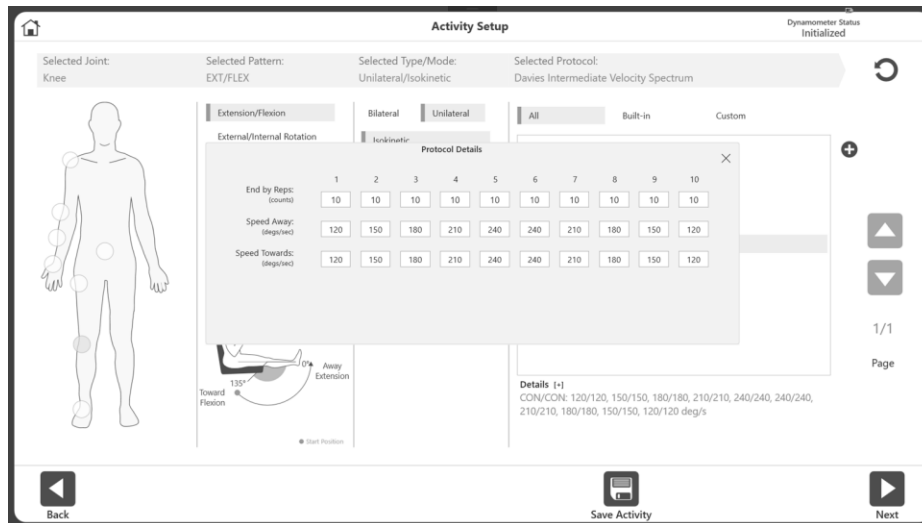 Activity Setup
Dynamometer Status
Initialized
Selected Joint:
Knee
Selected Pattern:
EXT/FLEX
Selected Type/Mode:
Unilateral/Isokinetic
Selected Protocol:
Davies Intermediate Velocity Spectrum
Extension/Flexion
External/Internal Rotation
Bilateral Unilateral
Isokinetic
All Built-in Custom
Protocol Details
1 2 3 4 5 6 7 8 9 10
End by Reps:
(counts)
10 10 10 10 10 10 10 10 10 10
Speed Away:
(degs/sec)
120 150 180 210 240 240 210 180 150 120
Speed Towards:
(degs/sec)
120 150 180 210 240 240 210 180 150 120
0°
Away
Extension
135°
Toward
Flexion
Start Position
Details [+]
CON/CON: 120/120, 150/150, 180/180, 210/210, 240/240, 240/240,
210/210, 180/180, 150/150, 120/120 deg/s
1/1
Page
Back
Save Activity
Next